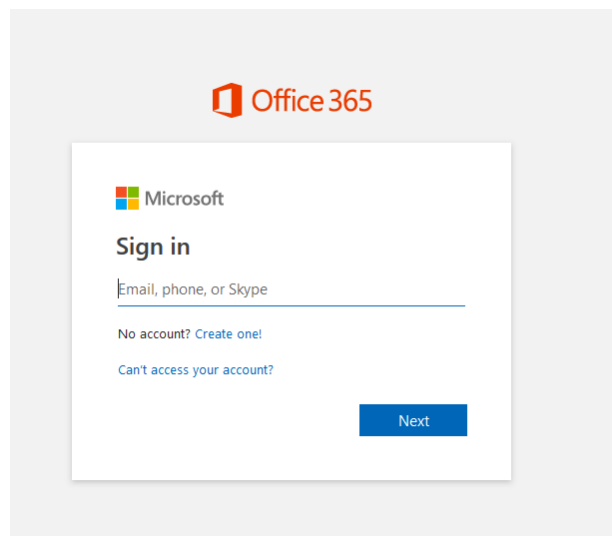 Office 365
Microsoft
Sign in
Email, phone, or Skype
No account? Create one!
Can't access your account?
Next